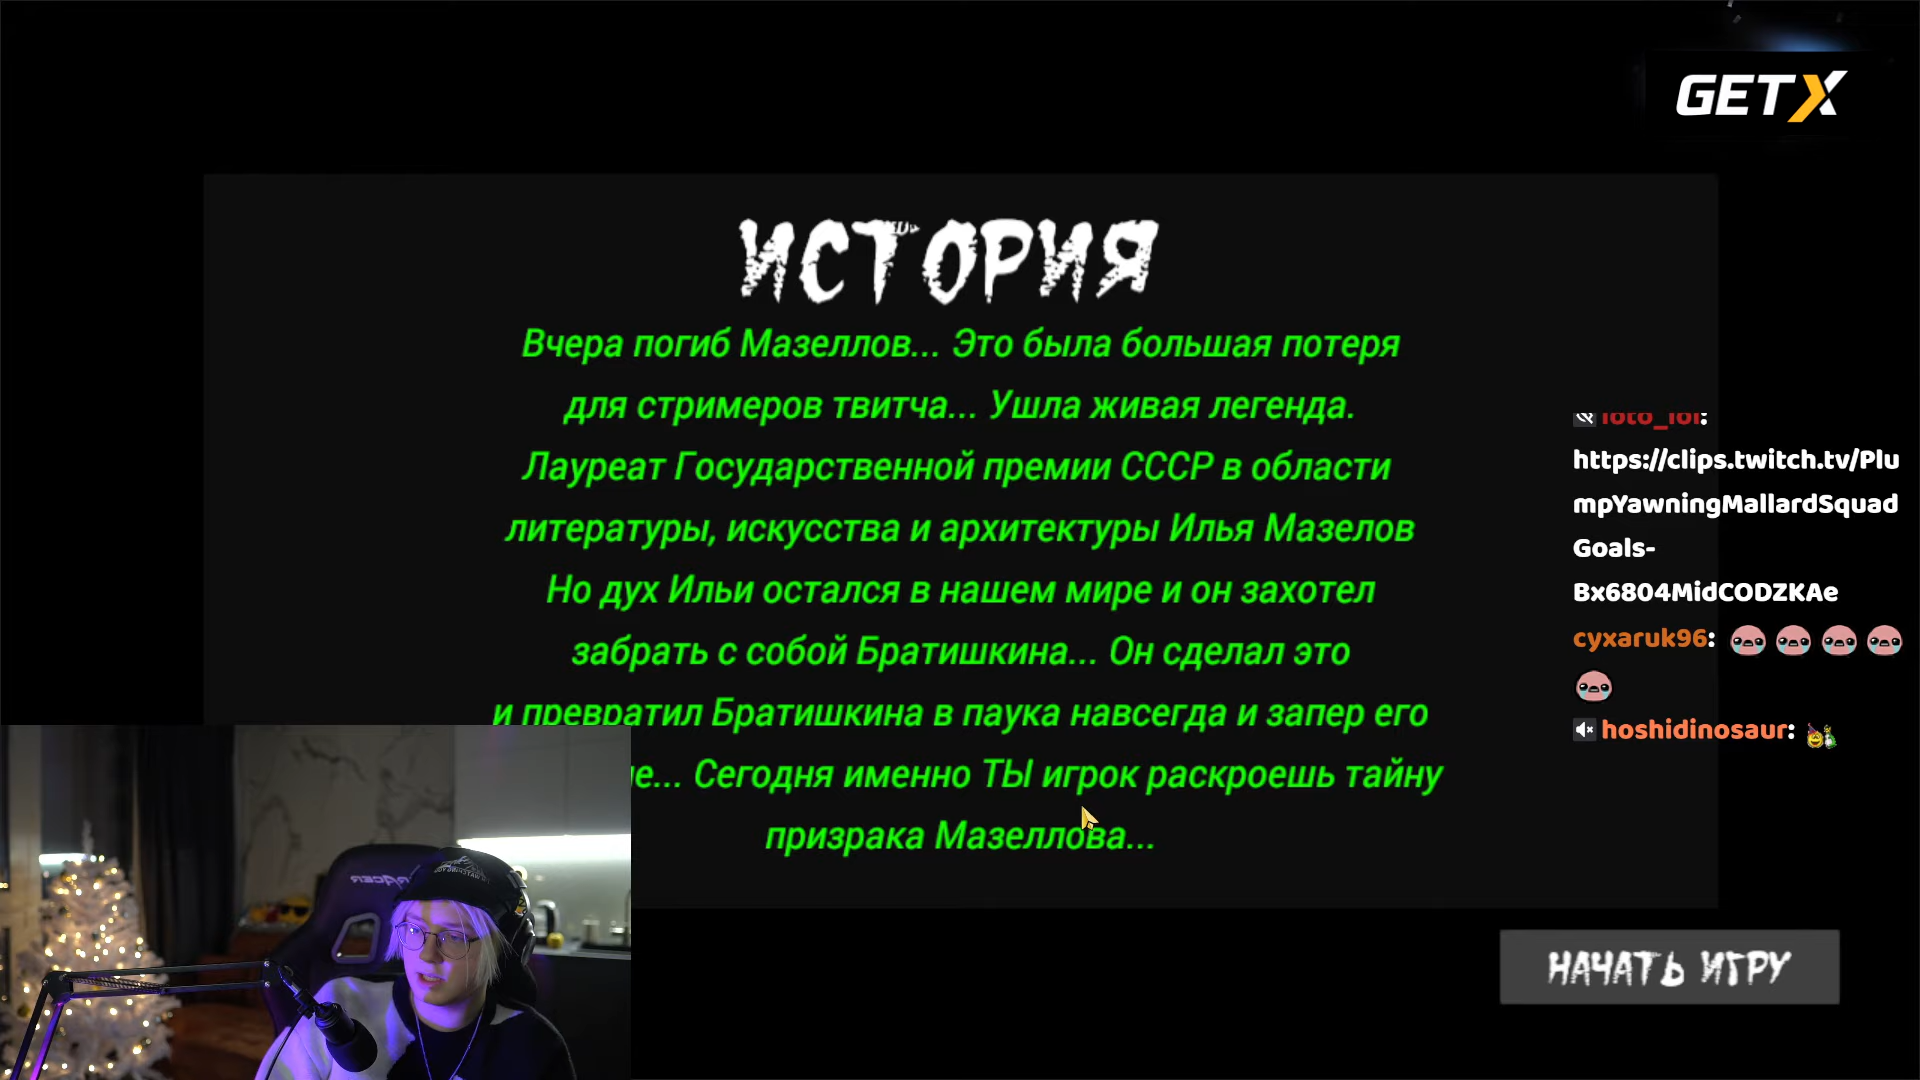 GETX
ИСТОРИЯ
Вчера погиб Мазеллов... Это была большая потеря
для стримеров твитча... Ушла живая легенда.
Лауреат Государственной премии СССР в области
литературы, искусства и архитектуры Илья Мазелов
Но дух Ильи остался в нашем мире и он захотел
забрать с собой Братишкина... Он сделал это
и превратил Братишкина в паука навсегда и запер его
... Сегодня именно ТЫ игрок раскроешь тайну
призрака Мазеллова...
https://clips.twitch.tv/Plu
mpYawningMallardSquad
Goals-
Bx6804MidCODZKAe
cyxaruk96:
hoshidinosaur:
НАЧАТЬ ИГРУ